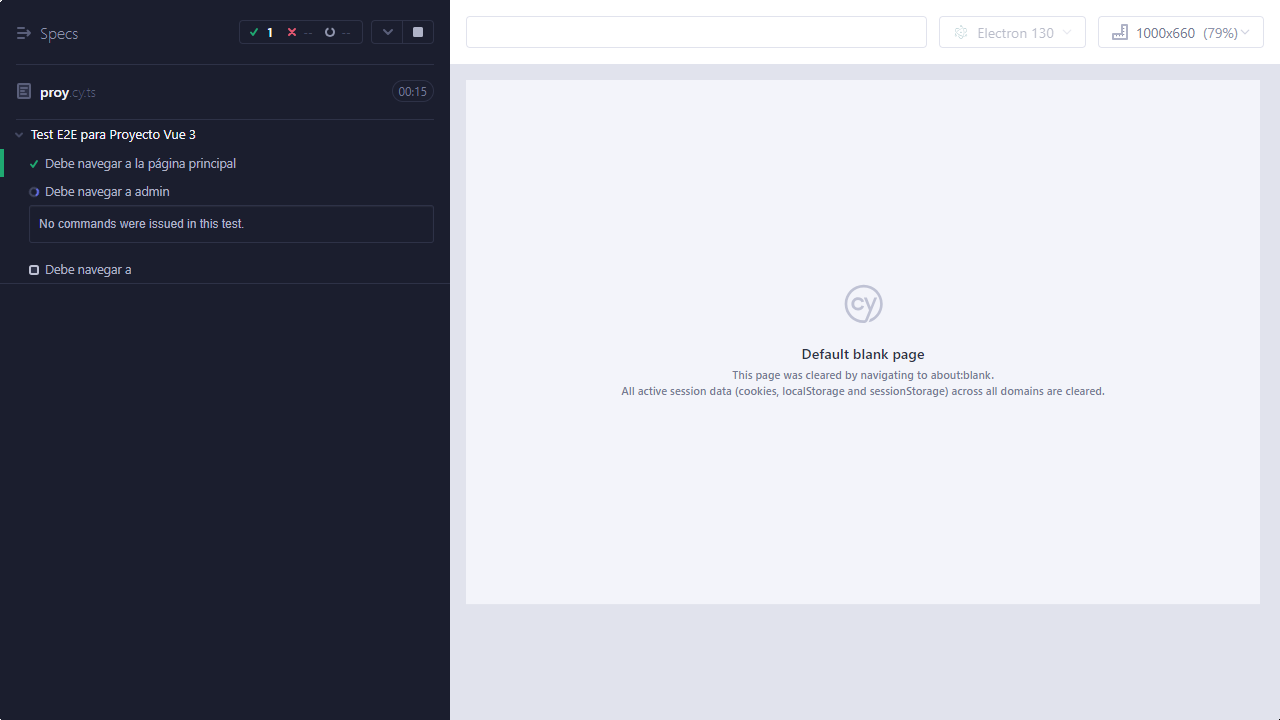 Specs
1
--
--
Electron 130
1000x660 (79%)
proy.cy.ts
00:15
Test E2E para Proyecto Vue 3
Debe navegar a la página principal
Debe navegar a admin
No commands were issued in this test.
Debe navegar a
cy
Default blank page
This page was cleared by navigating to about:blank.
All active session data (cookies, localStorage and sessionStorage) across all domains are cleared.